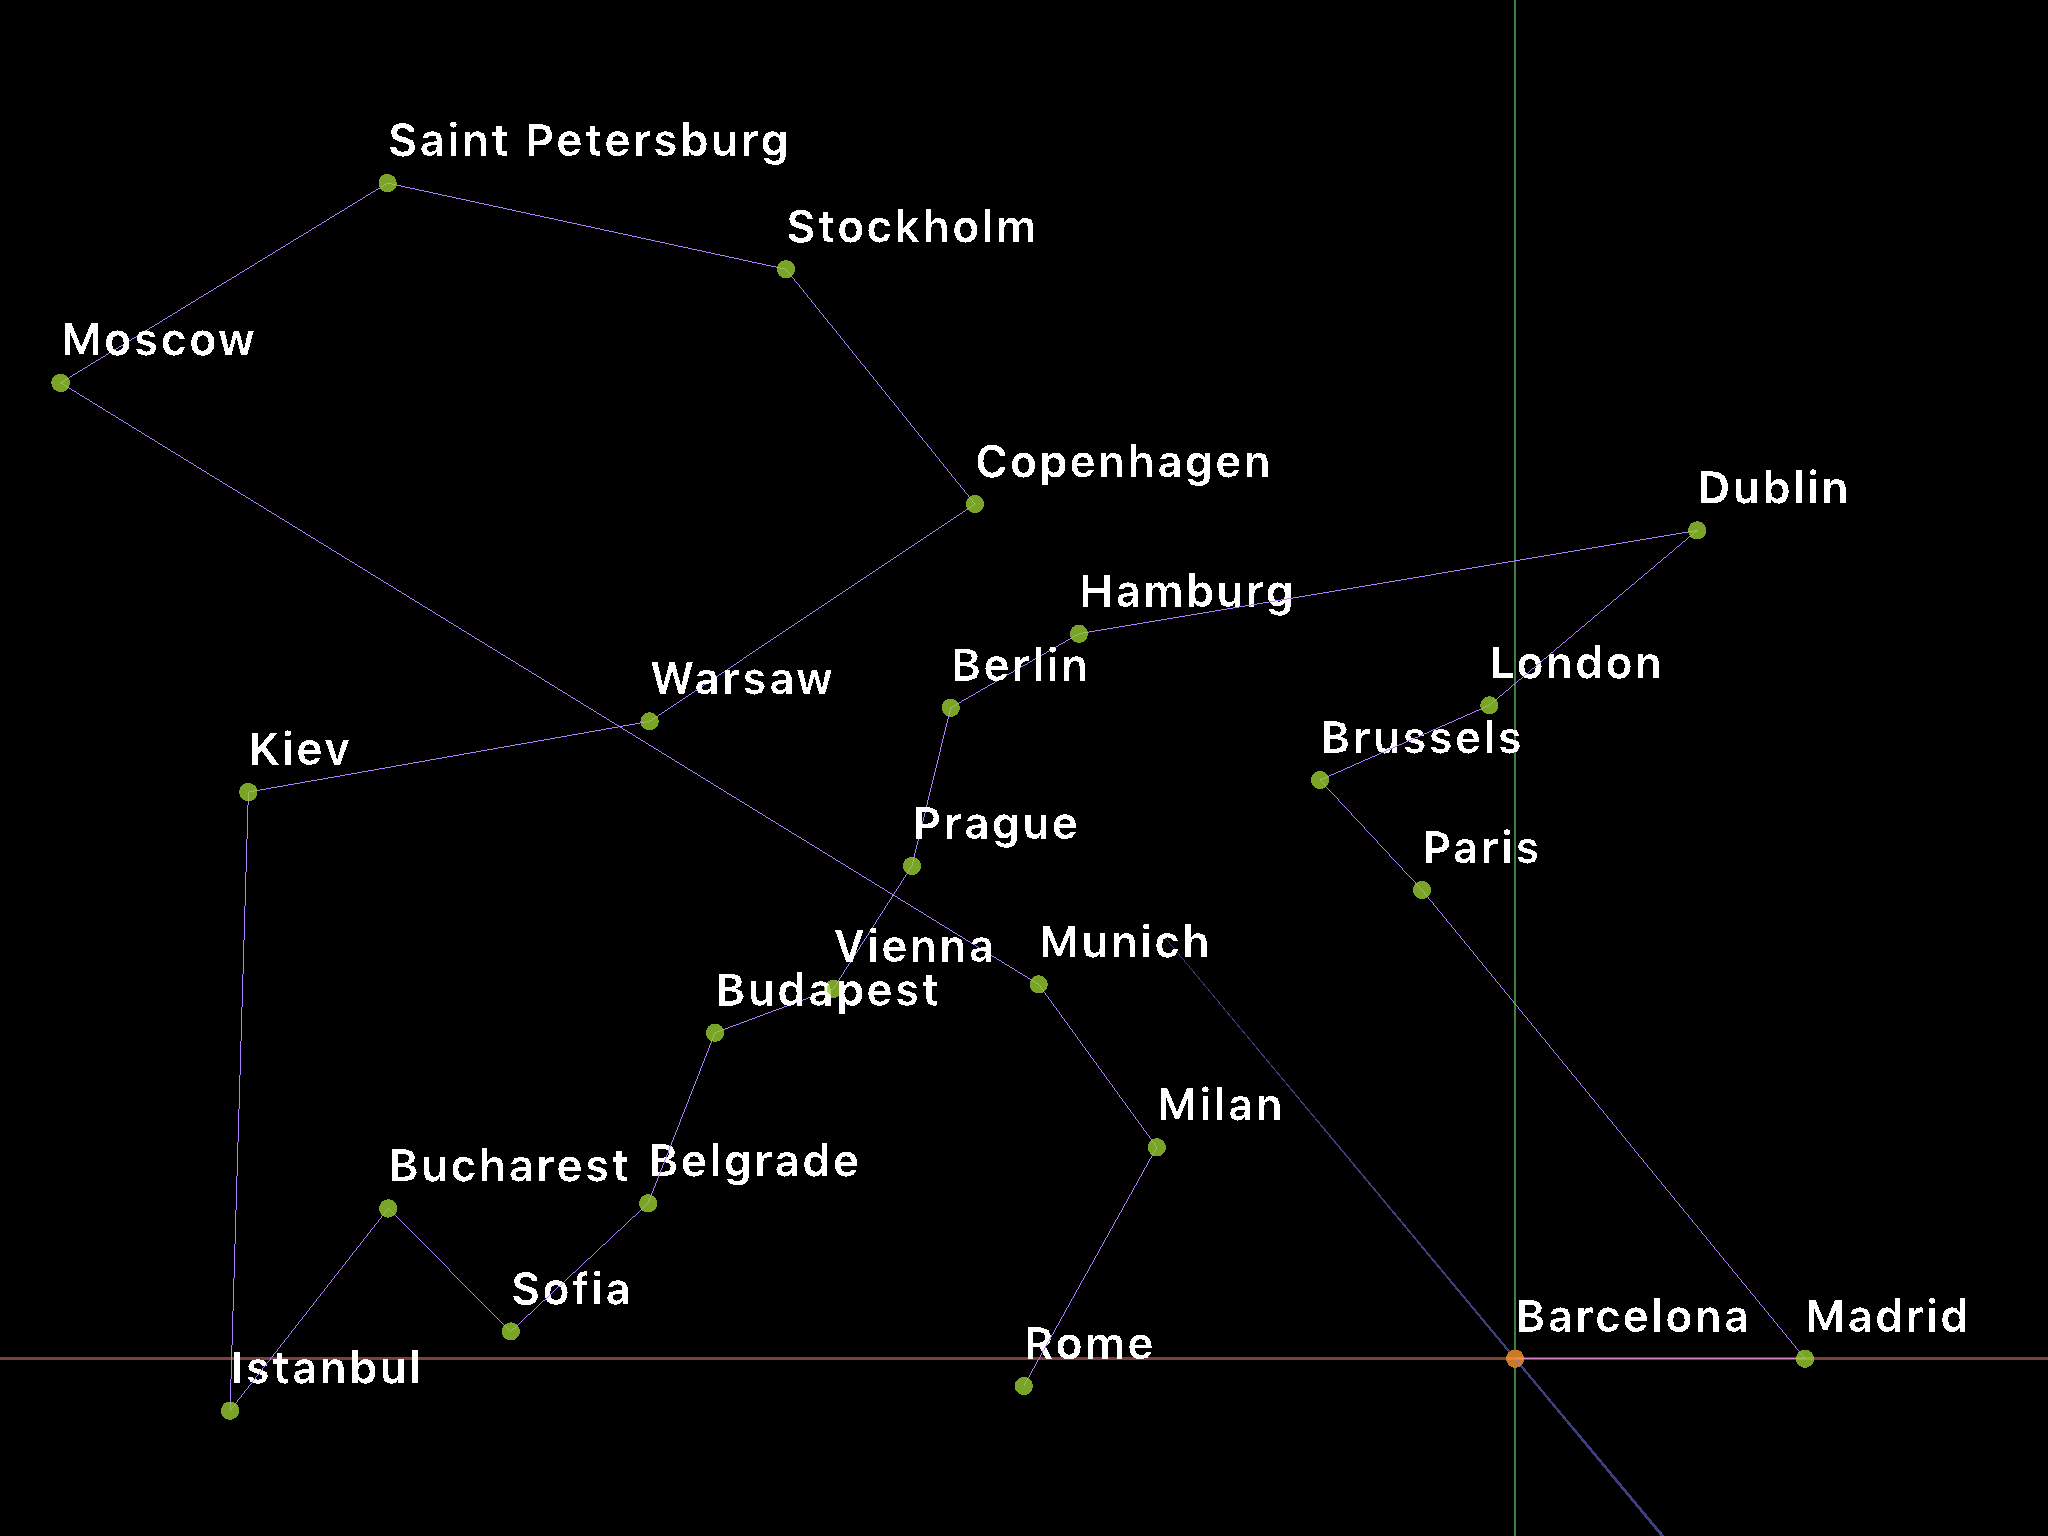 Saint Petersburg
Stockholm
Moscow
Copenhagen
Dublin
Hamburg
Berlin
London
Warsaw
Brussels
Kiev
Prague
Paris
Vienna
Munich
Budapest
Milan
Bucharest
Belgrade
Sofia
Barcelona
Madrid
Rome
Istanbul